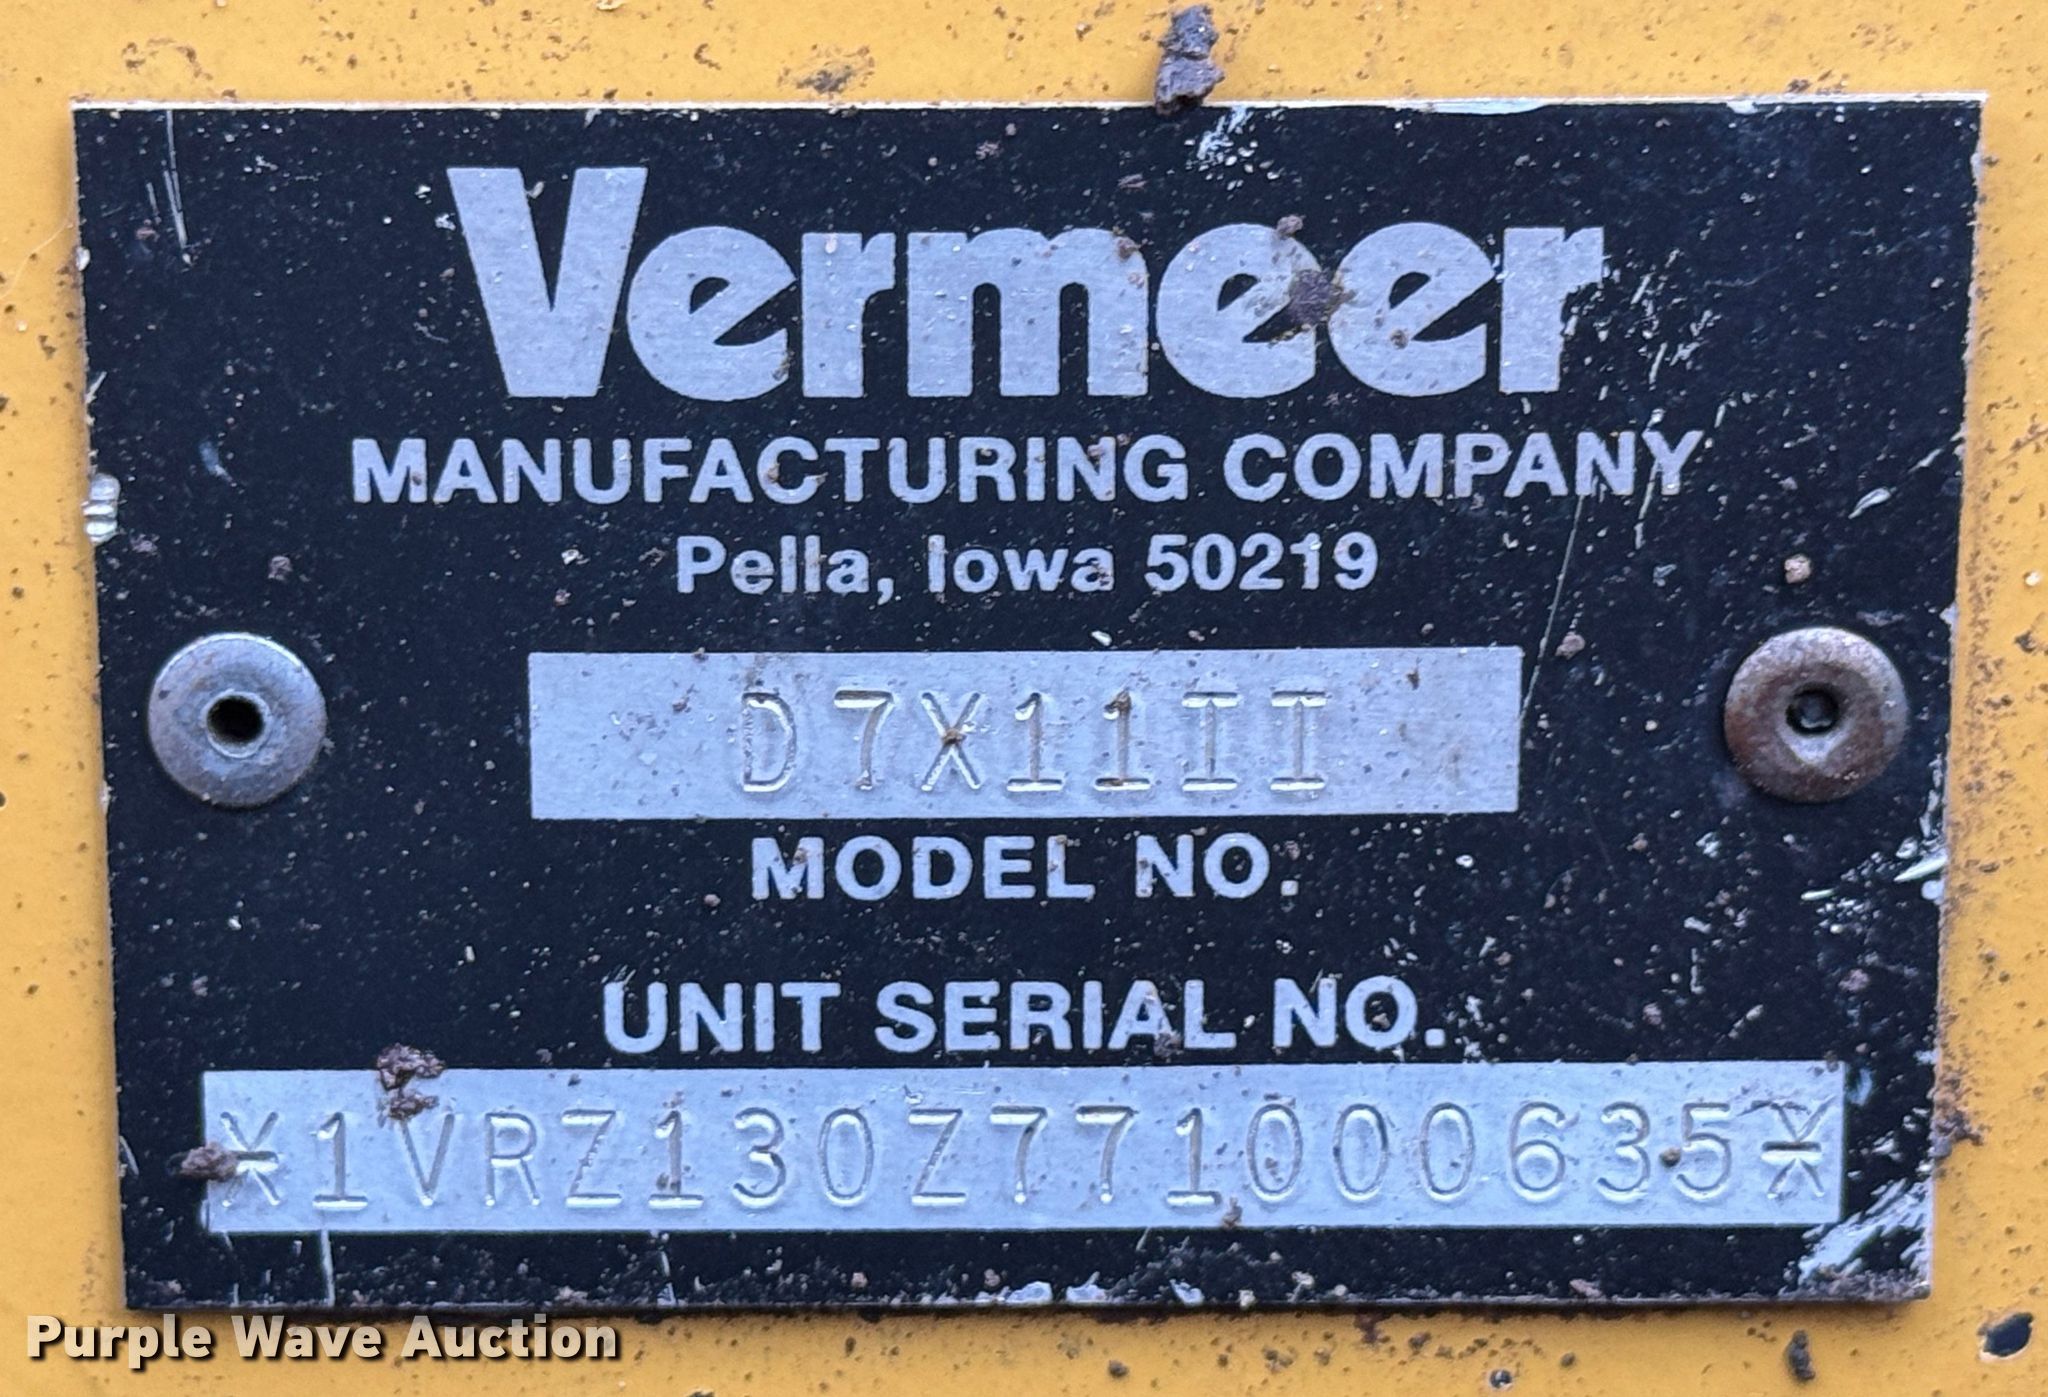 Vermeer
MANUFACTURING COMPANY
Pella, Iowa 50219
D7X11II
MODEL NO.
UNIT SERIAL NO.
*1VRZ130Z771000635*
Purple Wave Auction